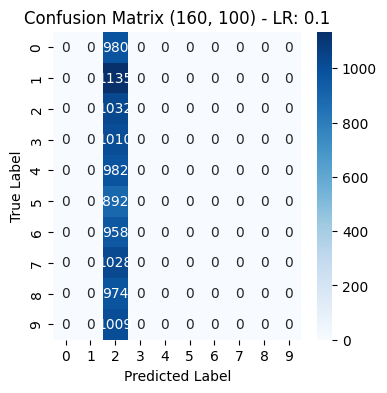 Confusion Matrix (160, 100) - LR: 0.1
0 0 0 980 0 0 0 0 0 0 0
1 0 0 1135 0 0 0 0 0 0 0
2 0 0 1032 0 0 0 0 0 0 0
3 0 0 1010 0 0 0 0 0 0 0
4 0 0 982 0 0 0 0 0 0 0
5 0 0 892 0 0 0 0 0 0 0
6 0 0 958 0 0 0 0 0 0 0
7 0 0 1028 0 0 0 0 0 0 0
8 0 0 974 0 0 0 0 0 0 0
9 0 0 1009 0 0 0 0 0 0 0
0 1 2 3 4 5 6 7 8 9
Predicted Label
True Label
1000
800
600
400
200
0